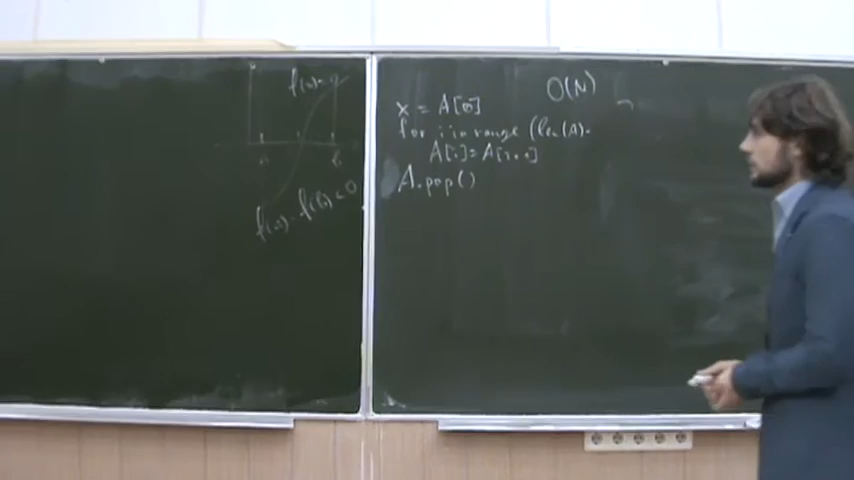 f(x)=0
a b
f(a)·f(b)<0
x = A[0]
O(N)
for i in range (len(A)-
A[i]=A[i+1]
A.pop()